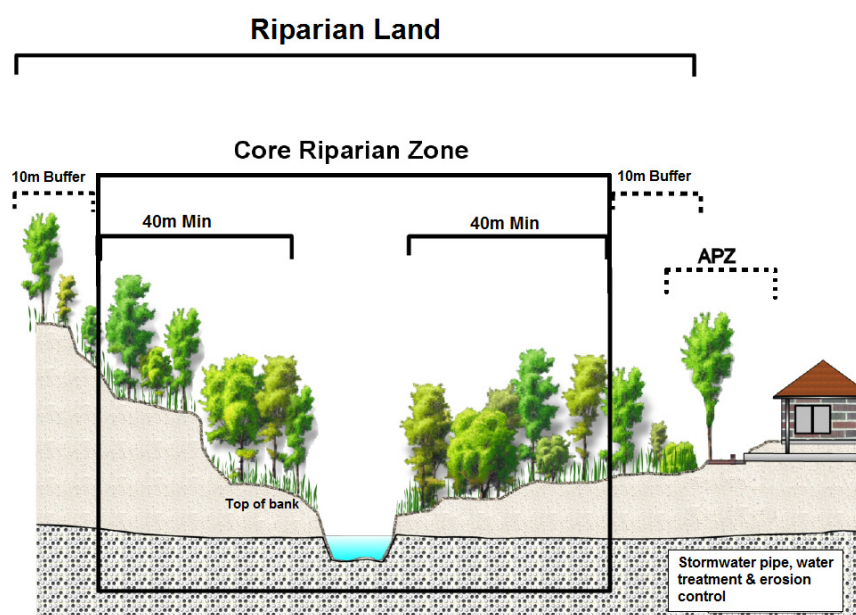 Riparian Land
Core Riparian Zone
10m Buffer
10m Buffer
40m Min
40m Min
APZ
Top of bank
Stormwater pipe, water
treatment & erosion
control